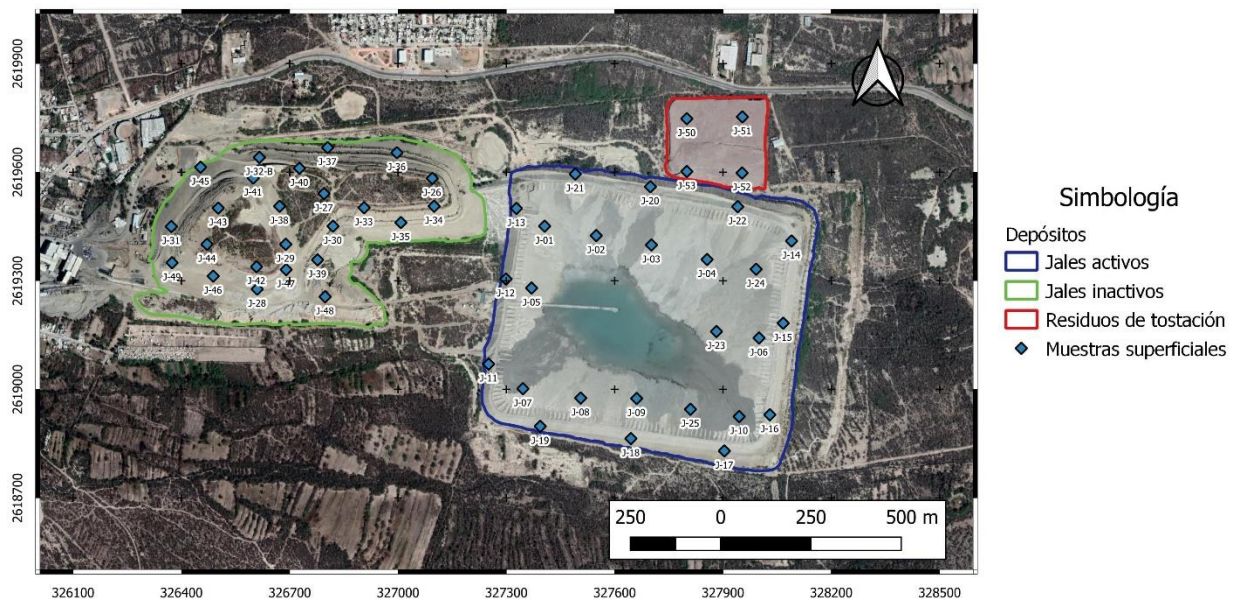 2619900
2619600
2619300
2619000
2618700
J-50
J-51
J-37
J-36
J-32-B
J-40
J-45
J-41
J-53
J-52
J-21
J-26
J-20
J-27
J-43
J-38
J-33
J-34
J-13
J-22
J-31
J-30
J-35
J-01
J-02
J-03
J-14
J-44
J-29
J-49
J-42
J-47
J-39
J-04
J-24
J-46
J-28
J-48
J-12
J-05
J-23
J-15
J-06
J-11
J-07
J-08
J-09
J-25
J-10
J-16
J-19
J-18
J-17
250 0 250 500 m
326100 326400 326700 327000 327300 327600 327900 328200 328500
Simbología
Depósitos
Jales activos
Jales inactivos
Residuos de tostación
Muestras superficiales